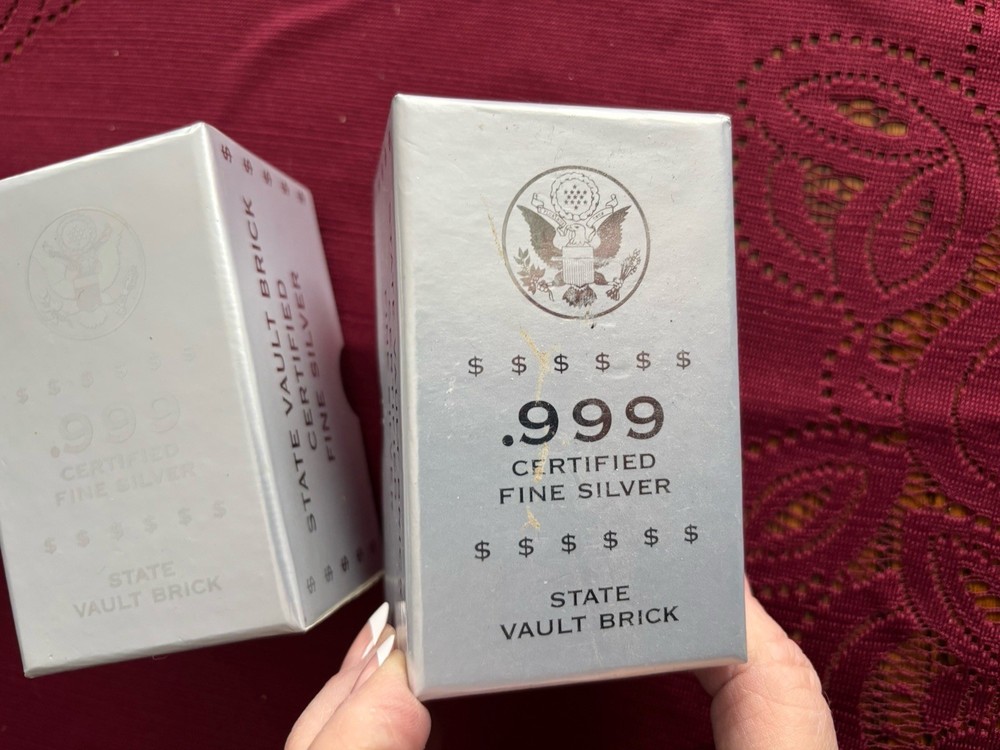 $ $ $ $ $ $
.999
CERTIFIED
FINE SILVER
$ $ $ $ $ $
STATE
VAULT BRICK
$ $ $ $ $
STATE VAULT BRICK
CERTIFIED
FINE SILVER
$ $ $ $
$ $ $ $ $ $
.999
CERTIFIED
FINE SILVER
$ $ $ $ $ $
STATE
VAULT BRICK